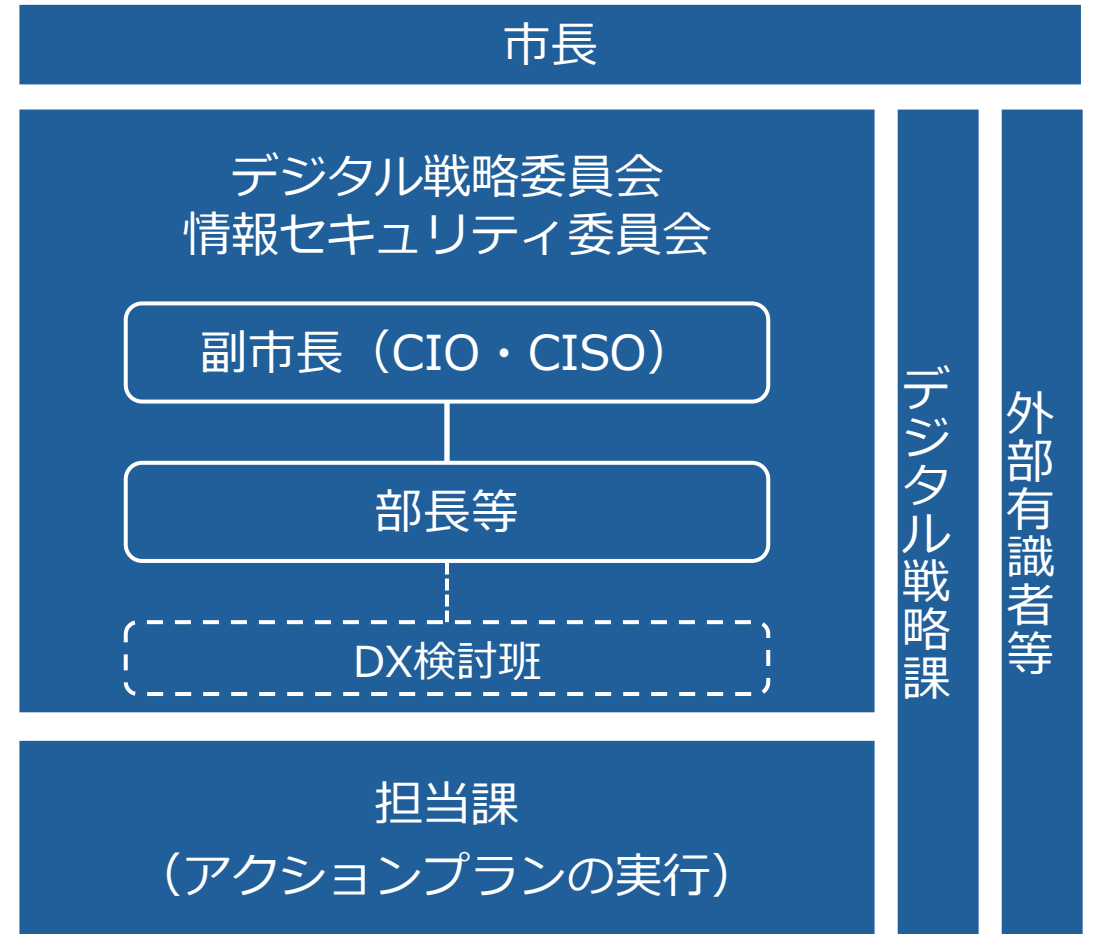 市長
デジタル戦略委員会
情報セキュリティ委員会
副市長（CIO・CISO）
部長等
DX検討班
担当課
（アクションプランの実行）
デジタル戦略課
外部有識者等